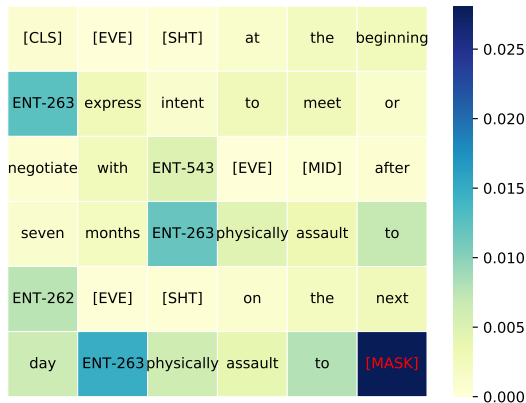 [CLS] [EVE] [SHT] at the beginning
ENT-263 express intent to meet or
negotiate with ENT-543 [EVE] [MID] after
seven months ENT-263 physically assault to
ENT-262 [EVE] [SHT] on the next
day ENT-263 physically assault to [MASK]
0.025
0.020
0.015
0.010
0.005
0.000